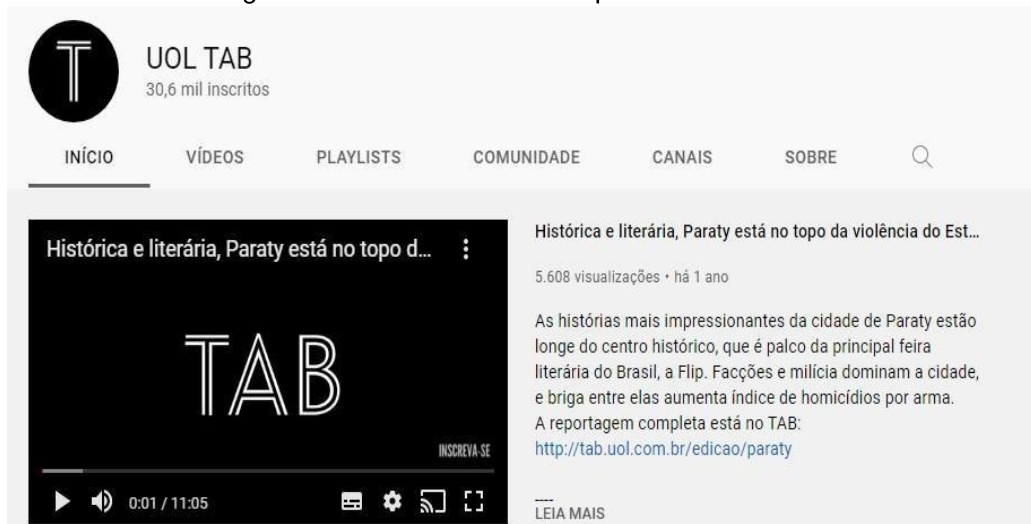 T
UOL TAB
30,6 mil inscritos
INÍCIO VÍDEOS PLAYLISTS COMUNIDADE CANAIS SOBRE
Histórica e literária, Paraty está no topo d...
TAB
INSCREVA-SE
0:01 / 11:05
Histórica e literária, Paraty está no topo da violência do Est...
5.608 visualizações • há 1 ano
As histórias mais impressionantes da cidade de Paraty estão
longe do centro histórico, que é palco da principal feira
literária do Brasil, a Flip. Facções e milícia dominam a cidade,
e briga entre elas aumenta índice de homicídios por arma.
A reportagem completa está no TAB:
http://tab.uol.com.br/edicao/paraty
----
LEIA MAIS